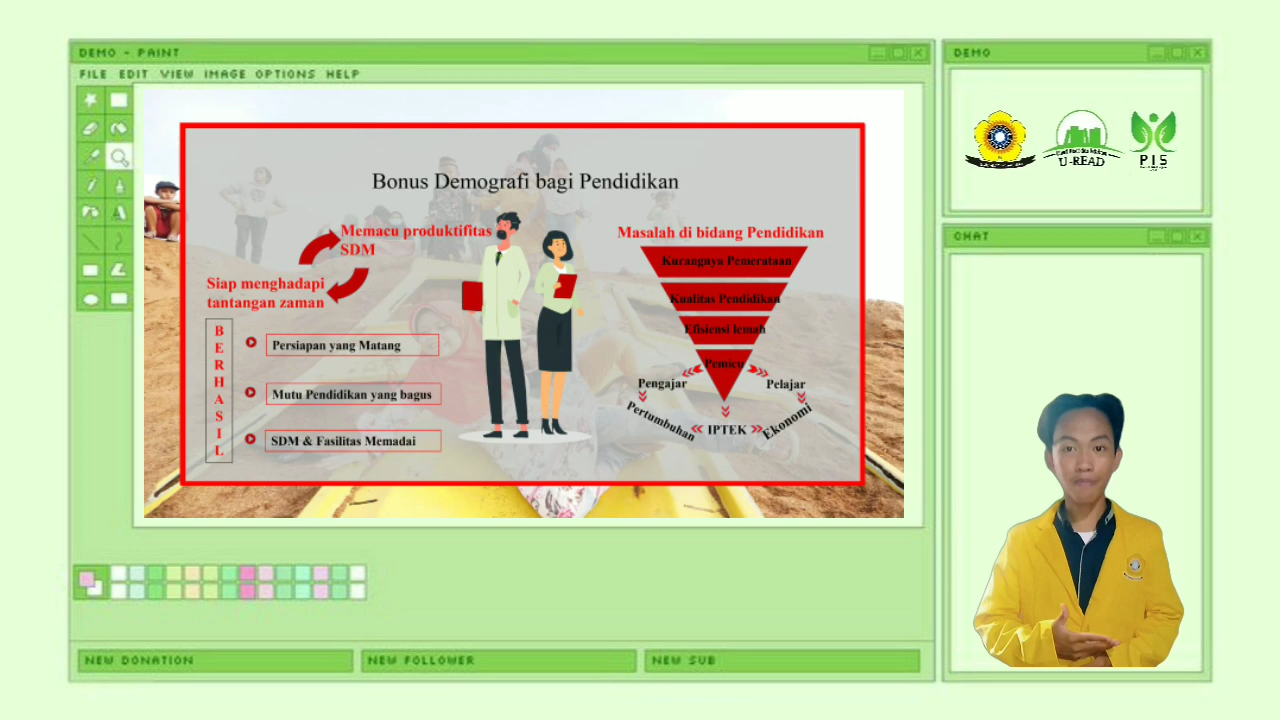 DEMO - PAINT
FILE EDIT VIEW IMAGE OPTIONS HELP
Bonus Demografi bagi Pendidikan
Memacu produktifitas
SDM
Siap menghadapi
tantangan zaman
BERHASIL
Persiapan yang Matang
Mutu Pendidikan yang bagus
SDM & Fasilitas Memadai
Masalah di bidang Pendidikan
Kurangnya Pemerataan
Kualitas Pendidikan
Efisiensi lemah
Pemicu
Pengajar
Pelajar
Pertumbuhan
IPTEK
Ekonomi
NEW DONATION
NEW FOLLOWER
NEW SUB
DEMO
U-READ
PIS
CHAT